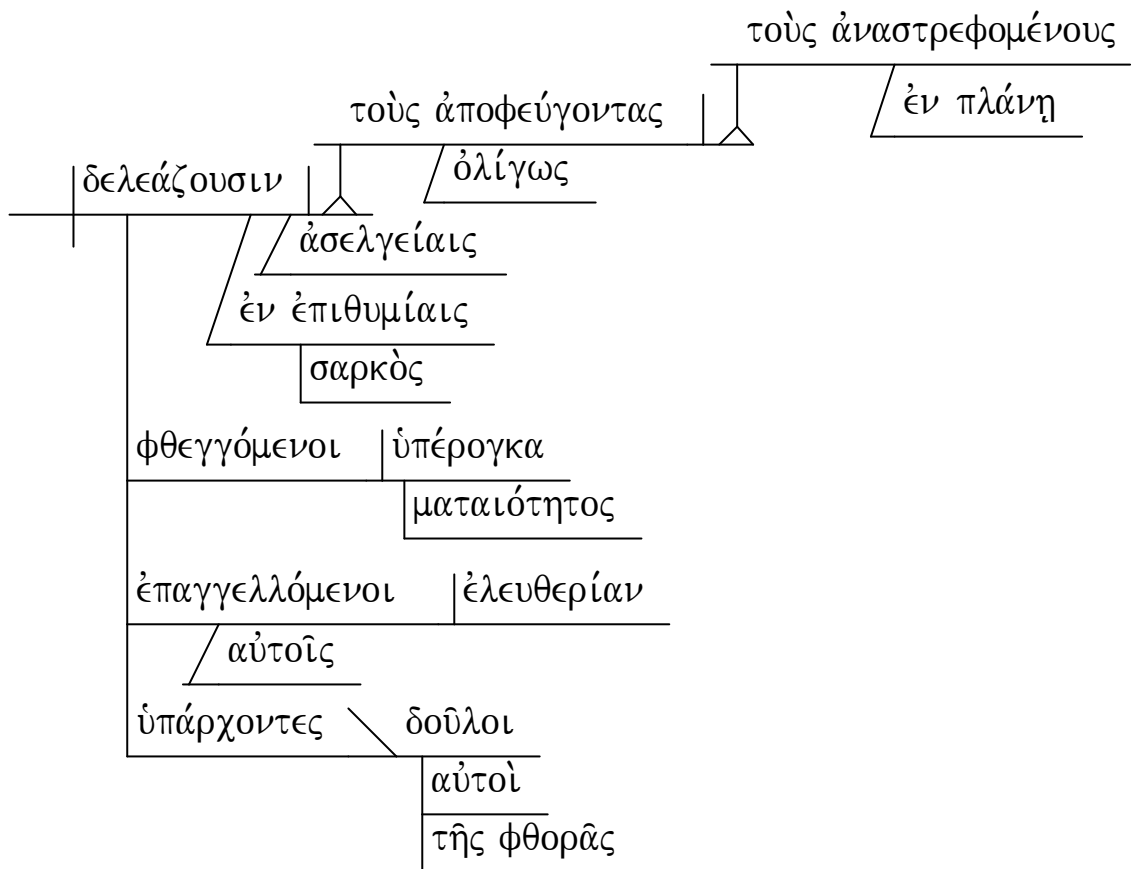 τοὺς ἀναστρεφομένους
ἐν πλάνῃ
τοὺς ἀποφεύγοντας
ὀλίγως
δελεάζουσιν
ἀσελγείαις
ἐν ἐπιθυμίαις
σαρκὸς
φθεγγόμενοι ὑπέρογκα
ματαιότητος
ἐπαγγελλόμενοι ἐλευθερίαν
αὐτοῖς
ὑπάρχοντες δοῦλοι
αὐτοὶ
τῆς φθορᾶς